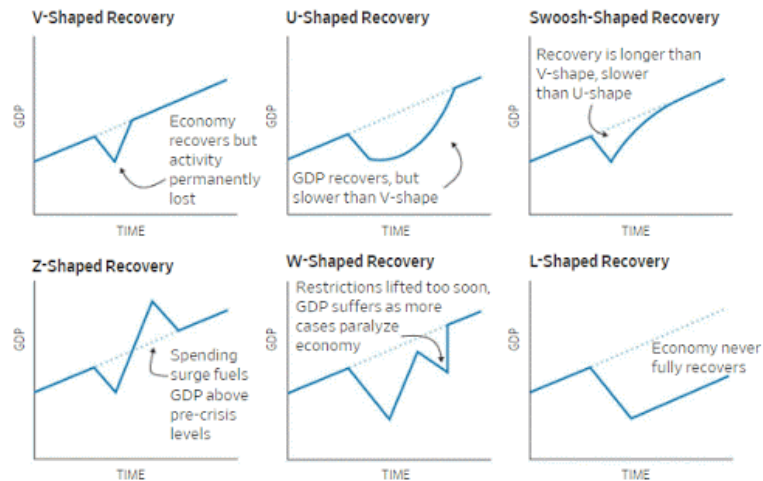 V-Shaped Recovery
GDP
Economy
recovers but
activity
permanently
lost
TIME
U-Shaped Recovery
GDP
GDP recovers, but
slower than V-shape
TIME
Swoosh-Shaped Recovery
GDP
Recovery is longer than
V-shape, slower
than U-shape
TIME
Z-Shaped Recovery
GDP
Spending
surge fuels
GDP above
pre-crisis
levels
TIME
W-Shaped Recovery
GDP
Restrictions lifted too soon,
GDP suffers as more
cases paralyze
economy
TIME
L-Shaped Recovery
GDP
Economy never
fully recovers
TIME